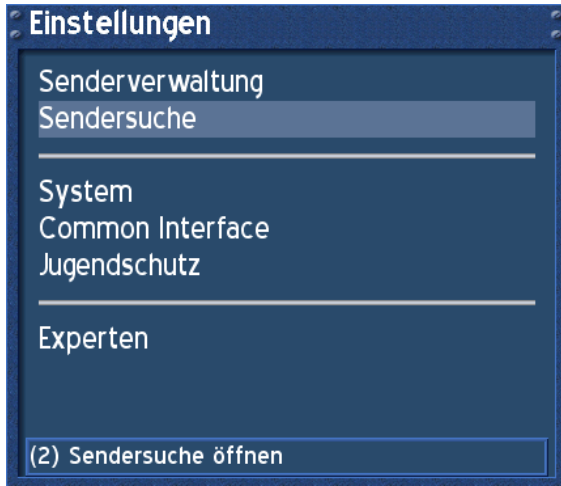 Einstellungen
Senderverwaltung
Sendersuche
System
Common Interface
Jugendschutz
Experten
(2) Sendersuche öffnen